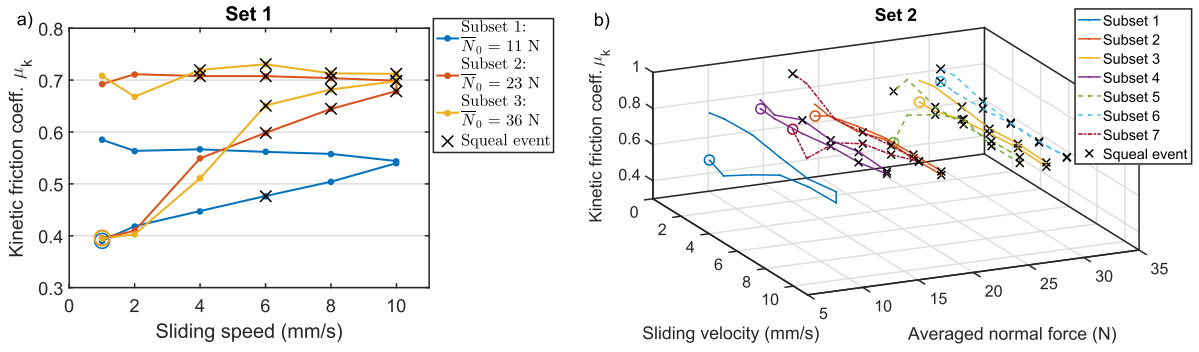 a)
Set 1
Kinetic friction coeff. μk
0.8
0.7
0.6
0.5
0.4
0.3
0
2
4
6
8
10
Sliding speed (mm/s)
Subset 1:
N̅0 = 11 N
Subset 2:
N̅0 = 23 N
Subset 3:
N̅0 = 36 N
Squeal event
b)
Set 2
Kinetic friction coeff. μk
1
0.8
0.6
0.4
0
2
4
6
8
10
Sliding velocity (mm/s)
5
10
15
20
25
30
35
Averaged normal force (N)
Subset 1
Subset 2
Subset 3
Subset 4
Subset 5
Subset 6
Subset 7
Squeal event